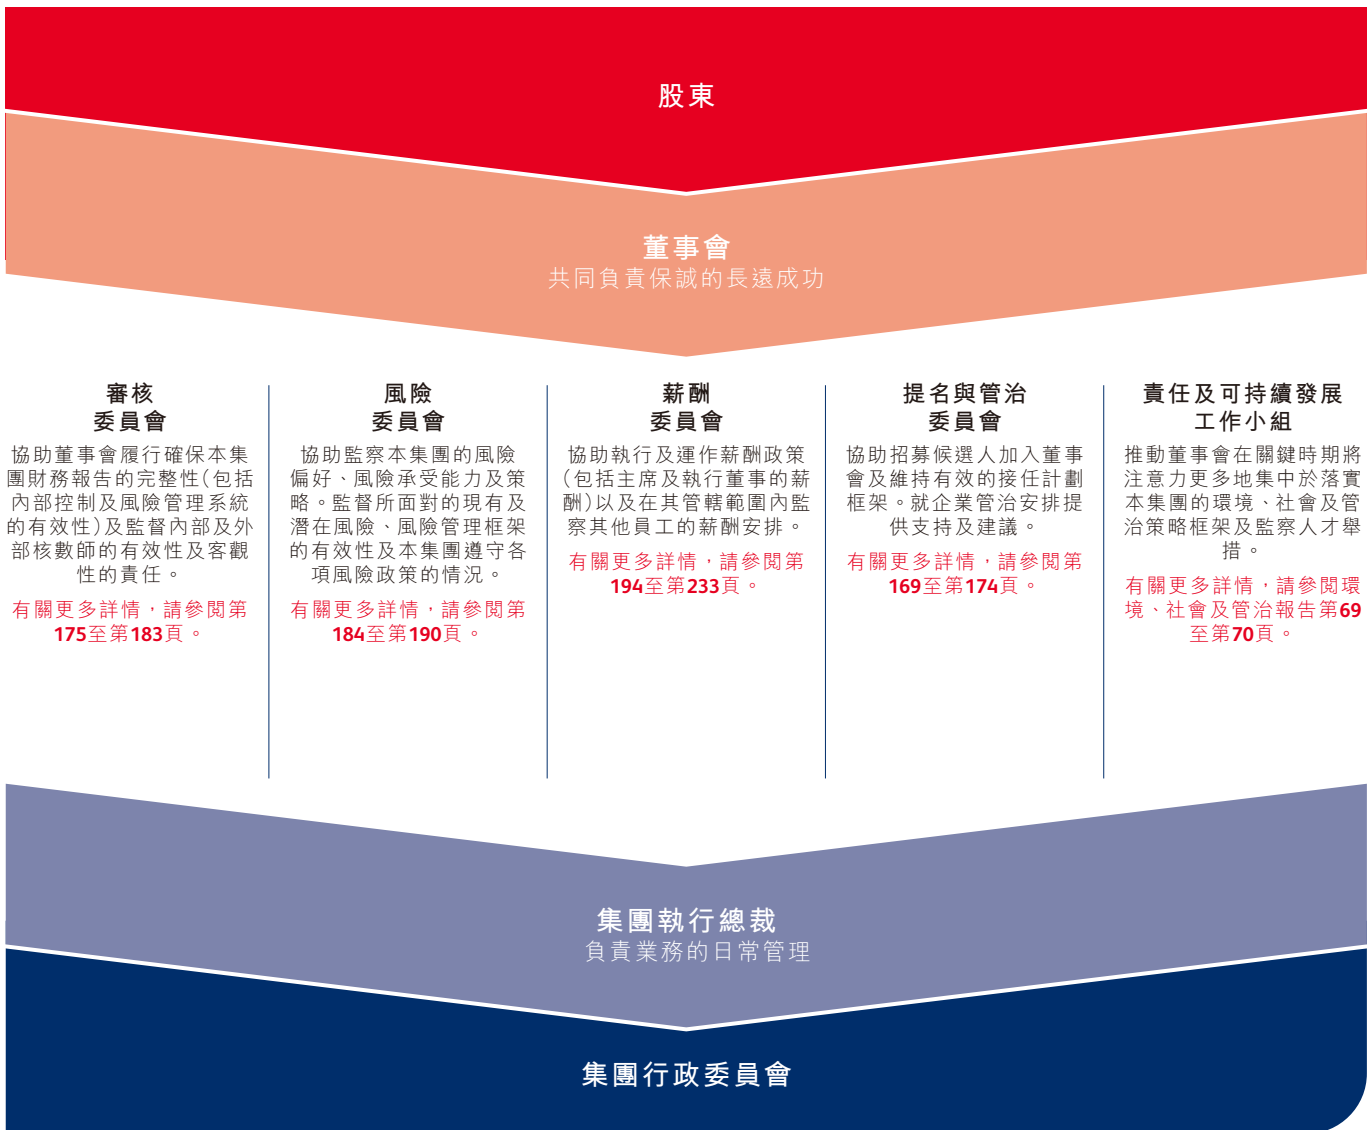 股東
董事會
共同負責保誠的長遠成功
審核
委員會
協助董事會履行確保本集
團財務報告的完整性(包括
內部控制及風險管理系統
的有效性)及監督內部及外
部核數師的有效性及客觀
性的責任。
有關更多詳情，請參閱第
175至第183頁。
風險
委員會
協助監察本集團的風險
偏好、風險承受能力及策
略。監督所面對的現有及
潛在風險、風險管理框架
的有效性及本集團遵守各
項風險政策的情況。
有關更多詳情，請參閱第
184至第190頁。
薪酬
委員會
協助執行及運作薪酬政策
(包括主席及執行董事的薪
酬)以及在其管轄範圍內監
察其他員工的薪酬安排。
有關更多詳情，請參閱第
194至第233頁。
提名與管治
委員會
協助招募候選人加入董事
會及維持有效的接任計劃
框架。就企業管治安排提
供支持及建議。
有關更多詳情，請參閱第
169至第174頁。
責任及可持續發展
工作小組
推動董事會在關鍵時期將
注意力更多地集中於落實
本集團的環境、社會及管
治策略框架及監察人才舉
措。
有關更多詳情，請參閱環
境、社會及管治報告第69
至第70頁。
集團執行總裁
負責業務的日常管理
集團行政委員會